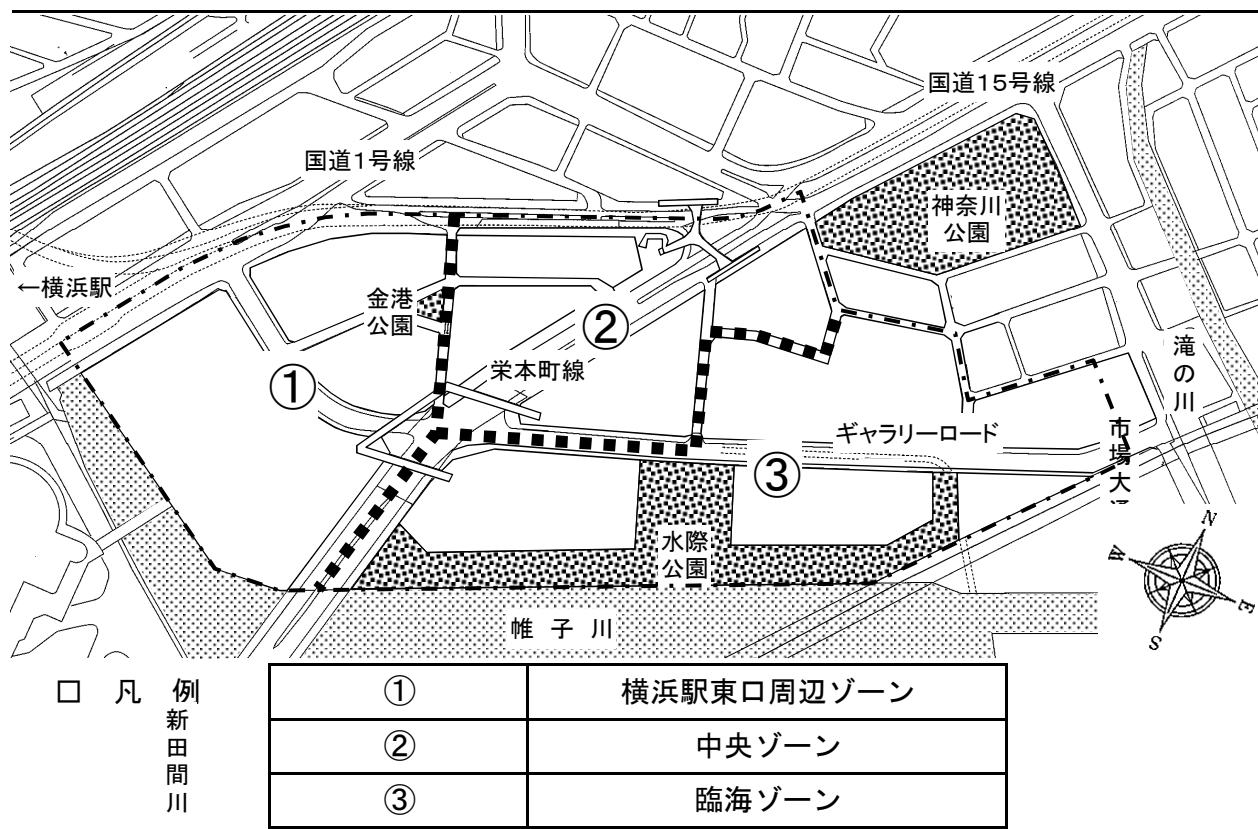 国道15号線
国道1号線
神奈川
公園
←横浜駅
金港
公園
②
滝の川
①
栄本町線
ギャラリーロード
③
市場大
水際
公園
N
W
E
S
帷子川
□ 凡 例
新田間川
① 横浜駅東口周辺ゾーン
② 中央ゾーン
③ 臨海ゾーン